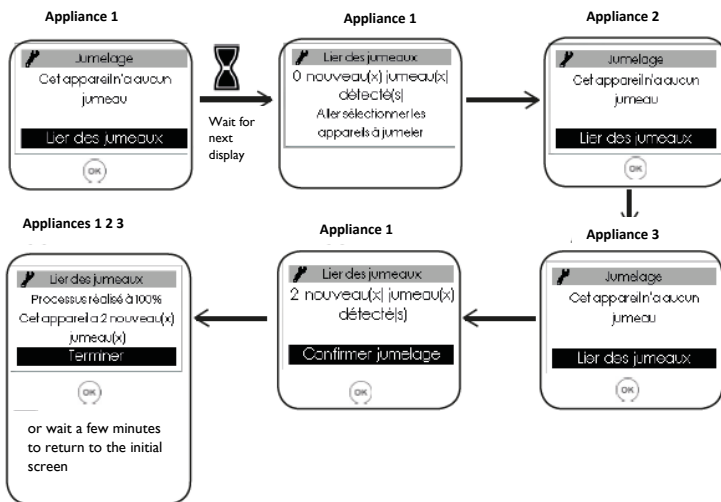 Appliance 1
Jumelage
Cet appareil n'a aucun
jumeau
Lier des jumeaux
OK
Wait for
next
display
Appliance 1
Lier des jumeaux
0 nouveau(x) jumeau(x)
détecté(s)
Aller sélectionner les
appareils à jumeler
Appliance 2
Jumelage
Cet appareil n'a aucun
jumeau
Lier des jumeaux
OK
Appliance 3
Jumelage
Cet appareil n'a aucun
jumeau
Lier des jumeaux
OK
Appliance 1
Lier des jumeaux
2 nouveau(x) jumeau(x)
détecté(s)
Confirmer jumelage
OK
Appliances 1 2 3
Lier des jumeaux
Processus réalisé à 100%
Cet appareil a 2 nouveau(x)
jumeau(x)
Terminer
OK
or wait a few minutes
to return to the initial
screen